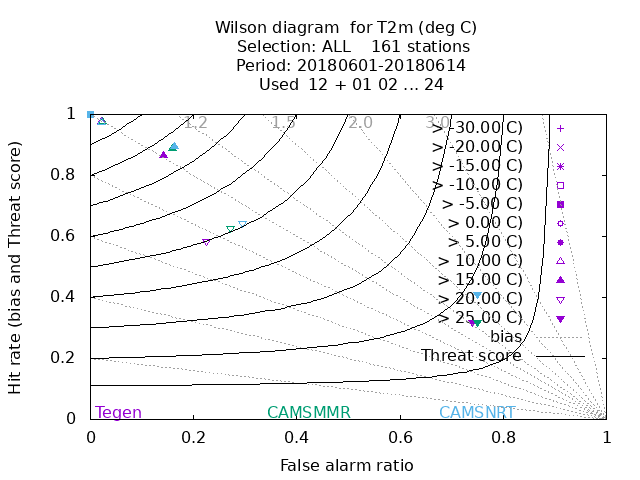 Wilson diagram  for T2m (deg C)
Selection: ALL    161 stations
Period: 20180601-20180614
Used  12 + 01 02 ... 24
Hit rate (bias and Threat score)
1
0.8
0.6
0.4
0.2
0
1.2
1.5
2.0
3.0
> -30.00 C)
> -20.00 C)
> -15.00 C)
> -10.00 C)
> -5.00 C)
> 0.00 C)
> 5.00 C)
> 10.00 C)
> 15.00 C)
> 20.00 C)
> 25.00 C)
bias
Threat score
Tegen
CAMSMMR
CAMSNRT
0
0.2
0.4
0.6
0.8
1
False alarm ratio